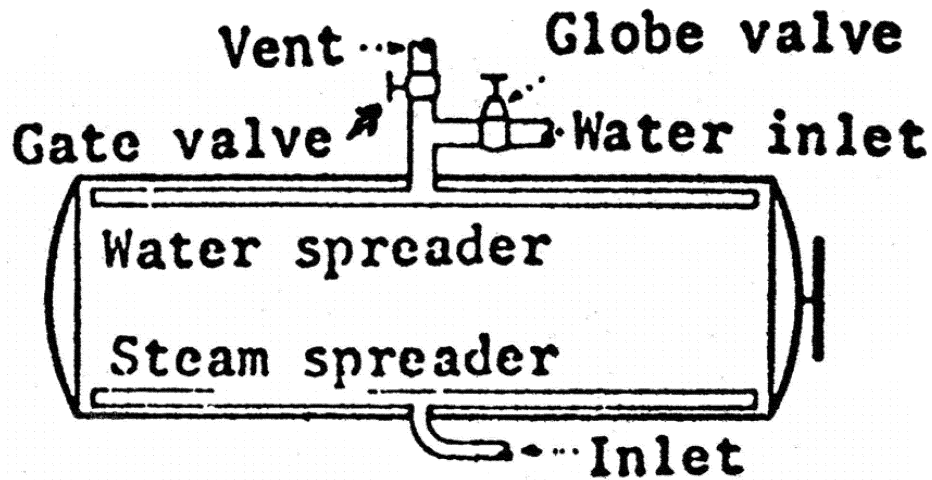 Vent
Globe valve
Gate valve
Water inlet
Water spreader
Steam spreader
Inlet